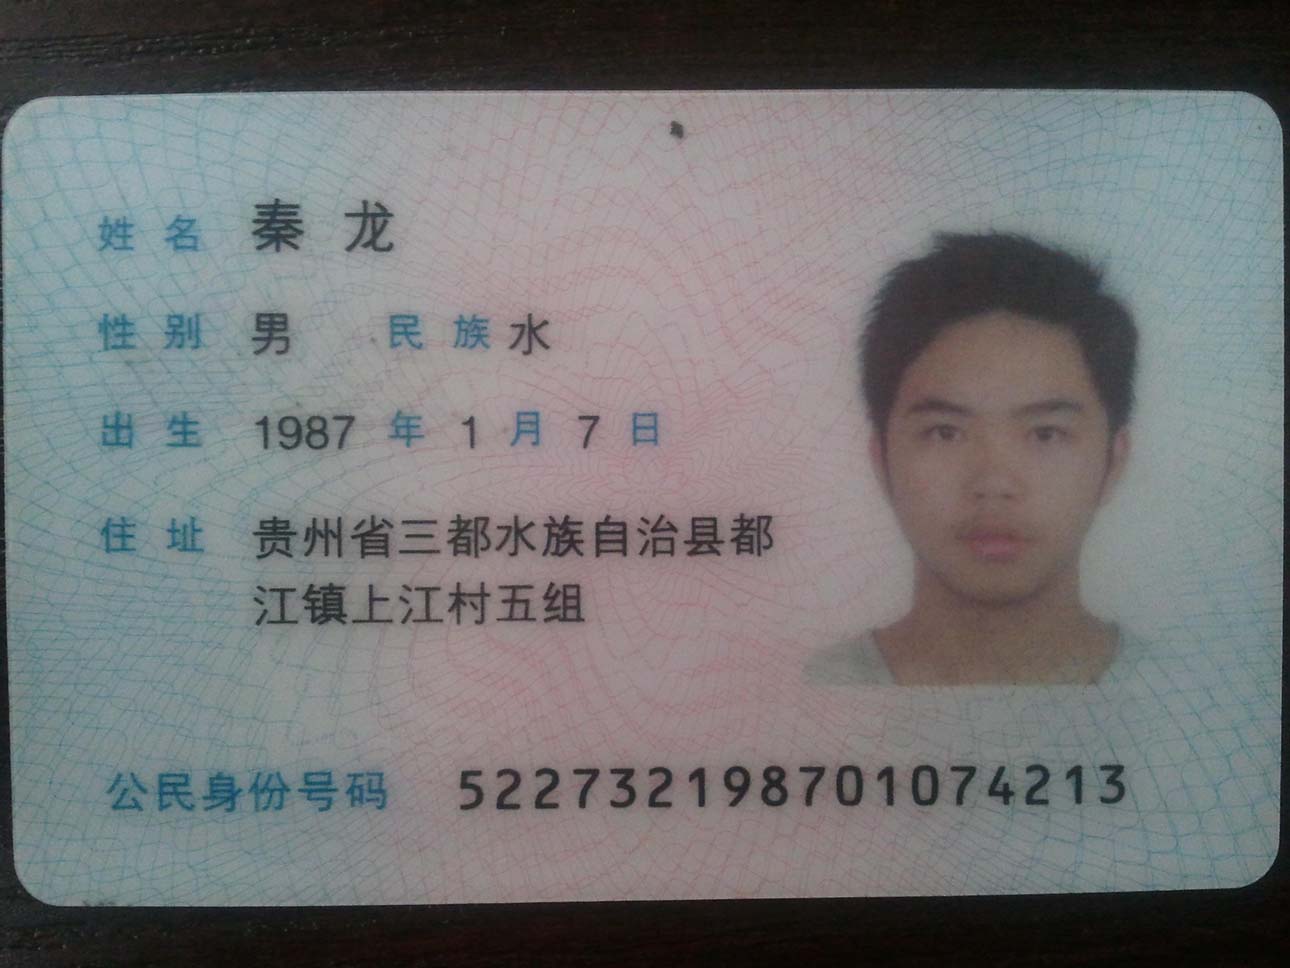 姓名 秦龙
性别 男 民族 水
出生 1987 年 1 月 7 日
住址 贵州省三都水族自治县都
江镇上江村五组
公民身份号码 522732198701074213